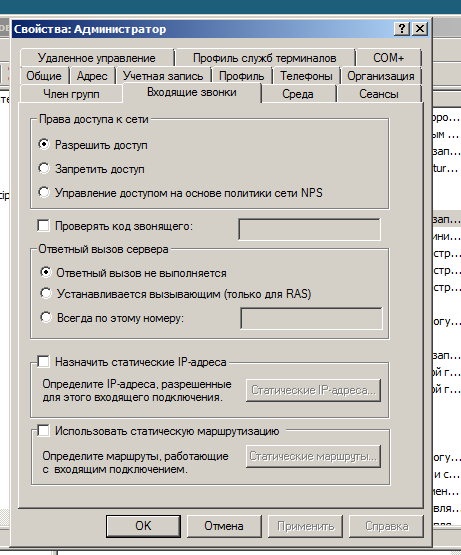 Свойства: Администратор
Удаленное управление Профиль служб терминалов COM+
Общие Адрес Учетная запись Профиль Телефоны Организация
Член групп Входящие звонки Среда Сеансы
Права доступа к сети
Разрешить доступ
Запретить доступ
Управление доступом на основе политики сети NPS
Проверять код звонящего:
Ответный вызов сервера
Ответный вызов не выполняется
Устанавливается вызывающим (только для RAS)
Всегда по этому номеру:
Назначить статические IP-адреса
Определите IP-адреса, разрешенные
для этого входящего подключения.
Статические IP-адреса...
Использовать статическую маршрутизацию
Определите маршруты, работающие
с входящим подключением.
Статические маршруты...
OK Отмена Применить Справка